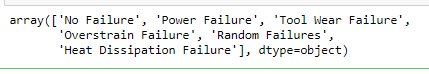 array(['No Failure', 'Power Failure', 'Tool Wear Failure',
'Overstrain Failure', 'Random Failures',
'Heat Dissipation Failure'], dtype=object)